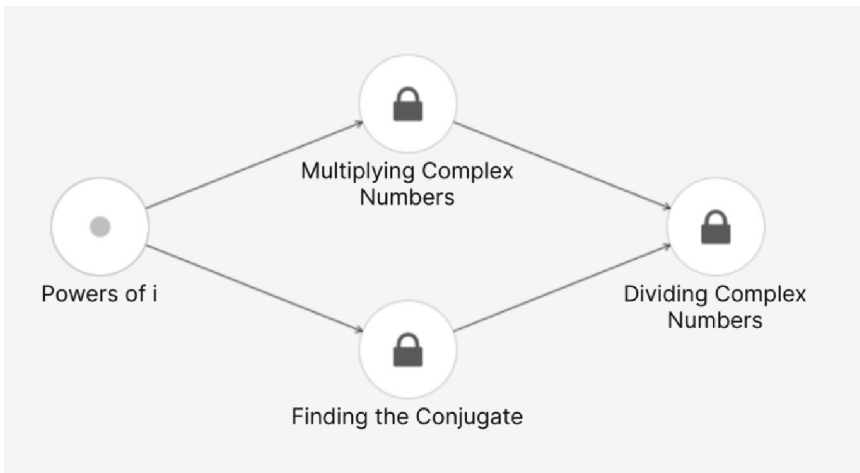 Multiplying Complex
Numbers
Powers of i
Dividing Complex
Numbers
Finding the Conjugate